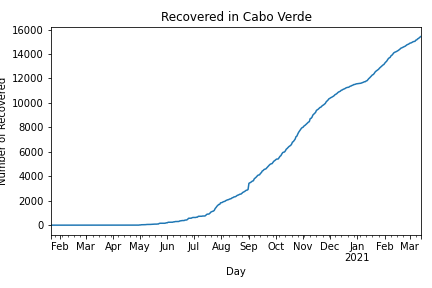 Recovered in Cabo Verde
16000
14000
12000
10000
8000
6000
4000
2000
0
Number of Recovered
Feb Mar Apr May Jun Jul Aug Sep Oct Nov Dec Jan Feb Mar
2021
Day